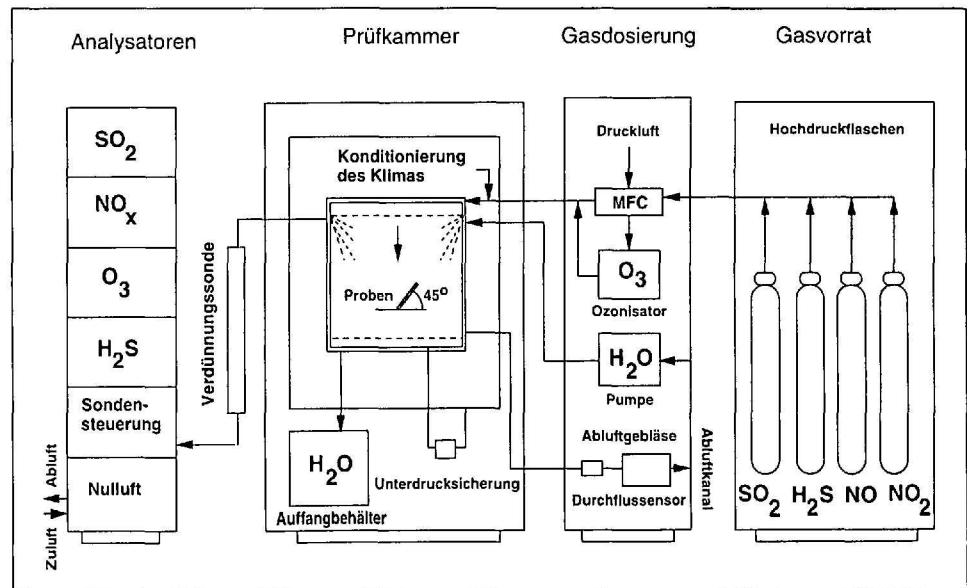 Analysatoren
Prüfkammer
Gasdosierung
Gasvorrat
SO2
NOx
O3
H2S
Sonden-
steuerung
Nulluft
Abluft
Zuluft
Verdünnungssonde
Konditionierung
des Klimas
Proben
45°
H2O
Auffangbehälter
Unterdrucksicherung
Druckluft
MFC
O3
Ozonisator
H2O
Pumpe
Abluftgebläse
Durchflussensor
Abluftkanal
Hochdruckflaschen
SO2 H2S NO NO2